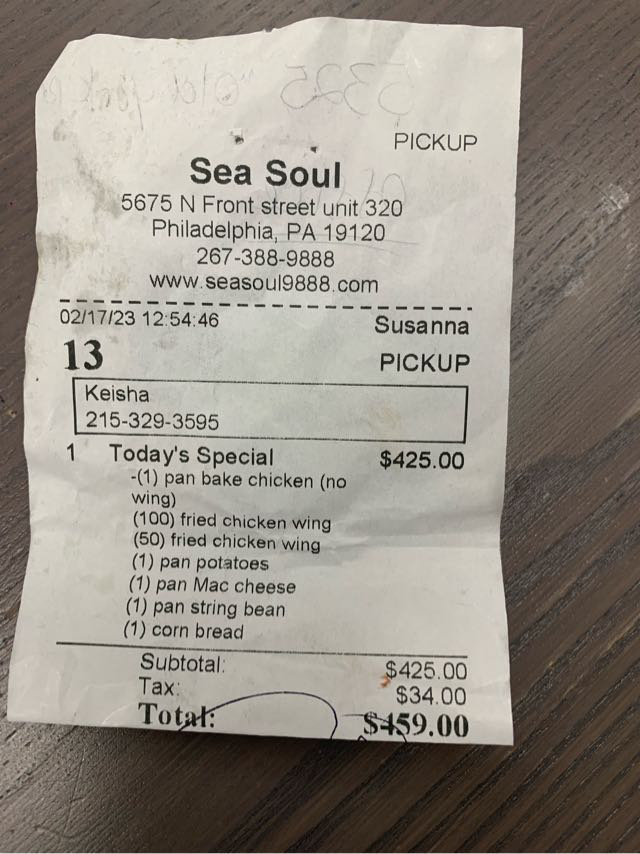 PICKUP
Sea Soul
5675 N Front street unit 320
Philadelphia, PA 19120
267-388-9888
www.seasoul9888.com
02/17/23 12:54:46 Susanna
13 PICKUP
Keisha
215-329-3595
1 Today's Special $425.00
-(1) pan bake chicken (no
wing)
(100) fried chicken wing
(50) fried chicken wing
(1) pan potatoes
(1) pan Mac cheese
(1) pan string bean
(1) corn bread
Subtotal: $425.00
Tax: $34.00
Total: $459.00